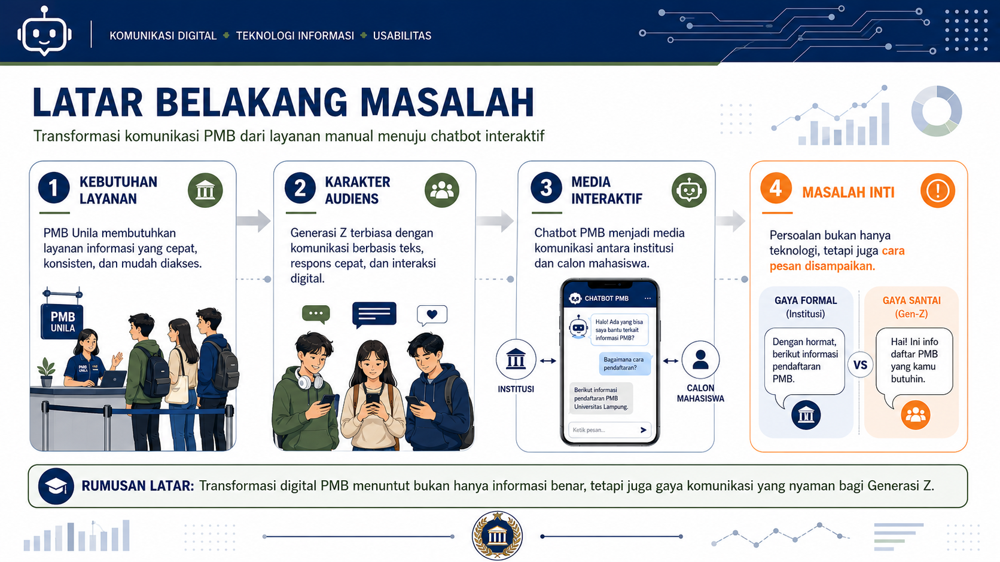 KOMUNIKASI DIGITAL
TEKNOLOGI INFORMASI
USABILITAS
LATAR BELAKANG MASALAH
Transformasi komunikasi PMB dari layanan manual menuju chatbot interaktif
1
KEBUTUHAN
LAYANAN
PMB Unila membutuhkan
layanan informasi yang cepat,
konsisten, dan mudah diakses.
PMB
UNILA
PMB
UNILA
2
KARAKTER
AUDIENS
Generasi Z terbiasa dengan
komunikasi berbasis teks,
respons cepat, dan interaksi
digital.
3
MEDIA
INTERAKTIF
Chatbot PMB menjadi media
komunikasi antara institusi
dan calon mahasiswa.
INSTITUSI
CHATBOT PMB
Halo! Ada yang bisa
saya bantu terkait
informasi PMB?
Bagaimana cara
pendaftaran?
Berikut informasi
pendaftaran PMB
Universitas Lampung.
Ketik pesan...
CALON
MAHASISWA
4
MASALAH INTI
Persoalan bukan hanya
teknologi, tetapi juga cara
pesan disampaikan.
GAYA FORMAL
(Institusi)
Dengan hormat,
berikut informasi
pendaftaran
PMB.
VS
GAYA SANTAI
(Gen-Z)
Hai! Ini info
daftar PMB
yang kamu
butuhin.
RUMUSAN LATAR: Transformasi digital PMB menuntut bukan hanya informasi benar, tetapi juga gaya komunikasi yang nyaman bagi Generasi Z.